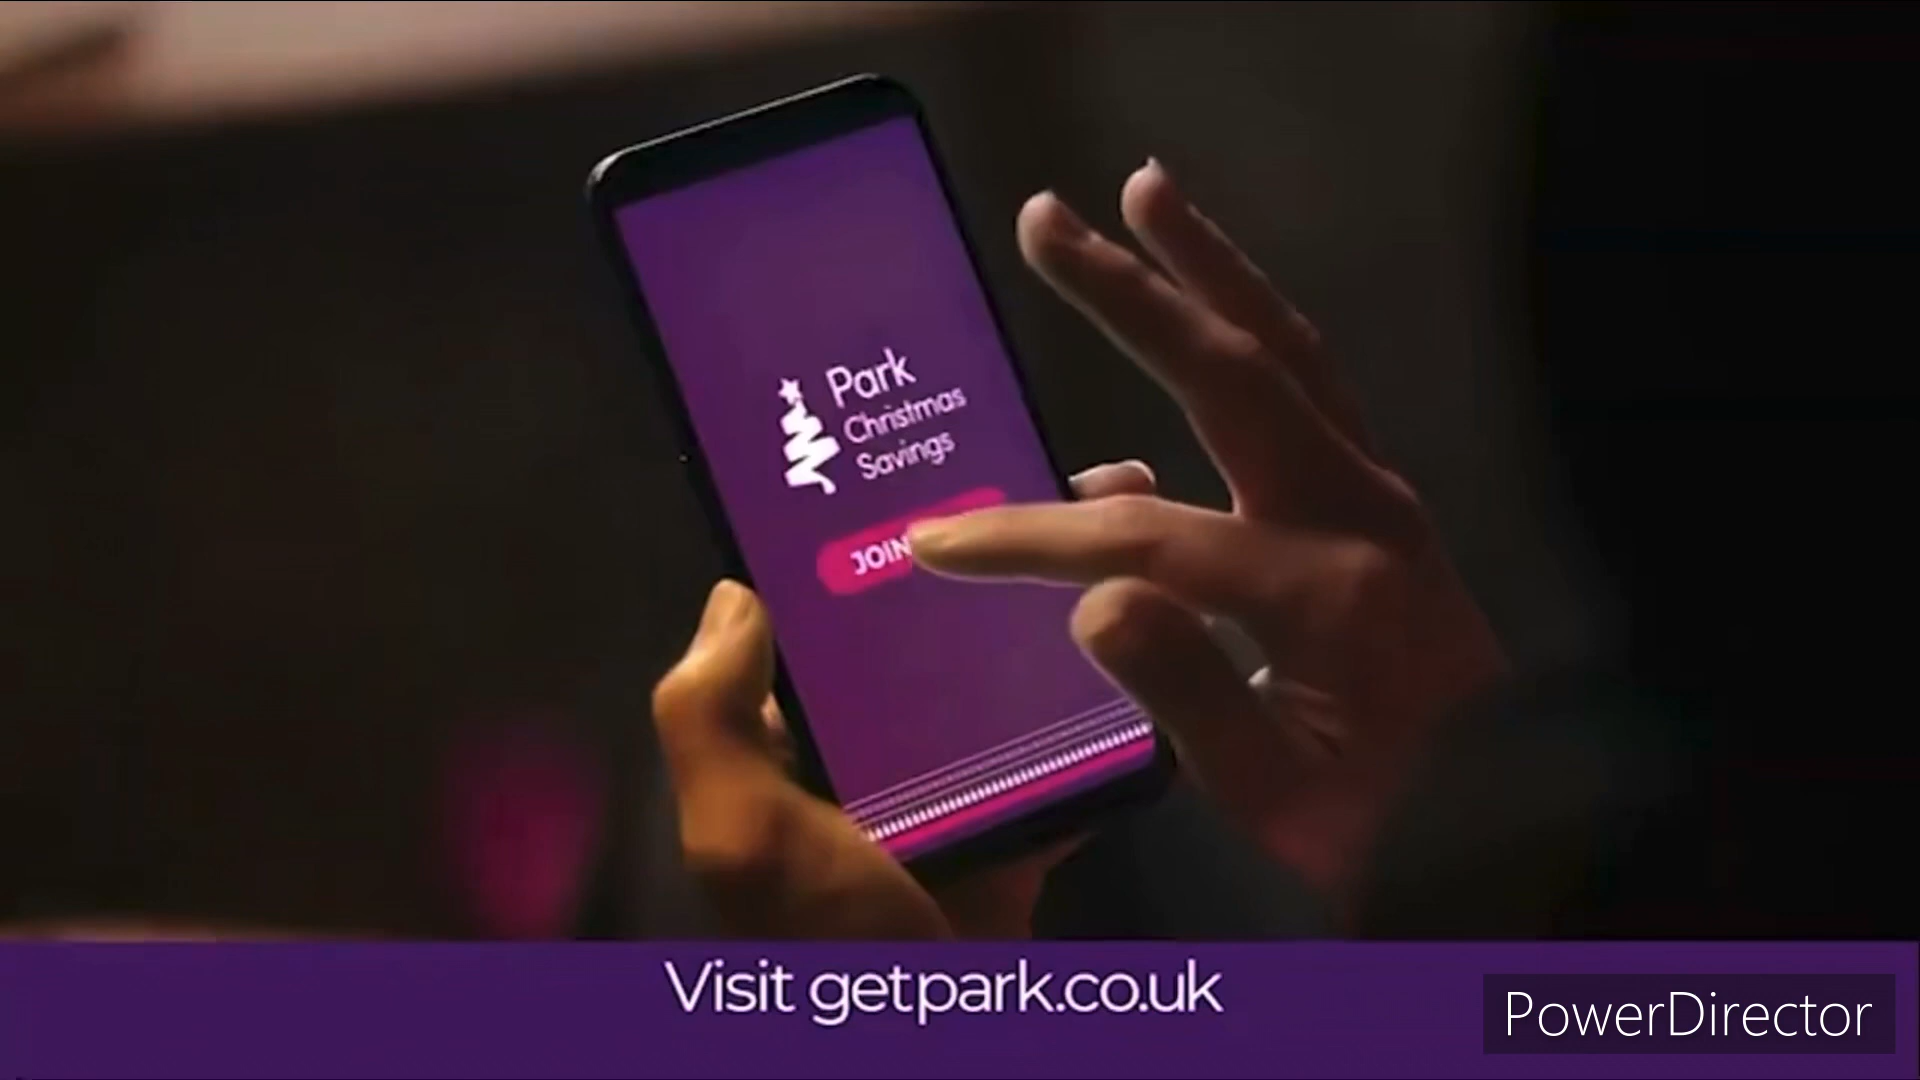 Park
Christmas
Savings
JOIN
Visit getpark.co.uk
PowerDirector